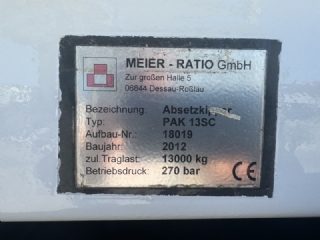 MEIER - RATIO GmbH
Zur großen Halle 5
06844 Dessau-Roßlau
Bezeichnung: Absetzkipper
Typ: PAK 13SC
Aufbau-Nr.: 18019
Baujahr: 2012
zul.Traglast: 13000 kg
Betriebsdruck: 270 bar
CE